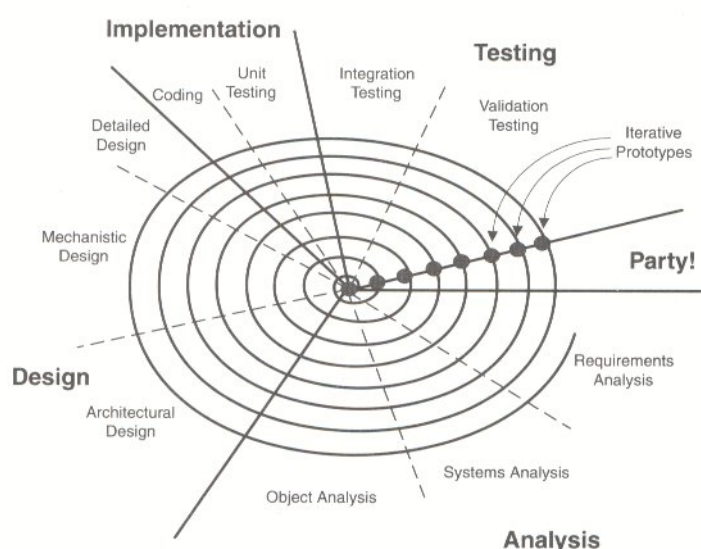 Implementation
Testing
Unit
Testing
Integration
Testing
Coding
Validation
Testing
Detailed
Design
Iterative
Prototypes
Mechanistic
Design
Party!
Requirements
Analysis
Design
Architectural
Design
Systems Analysis
Object Analysis
Analysis